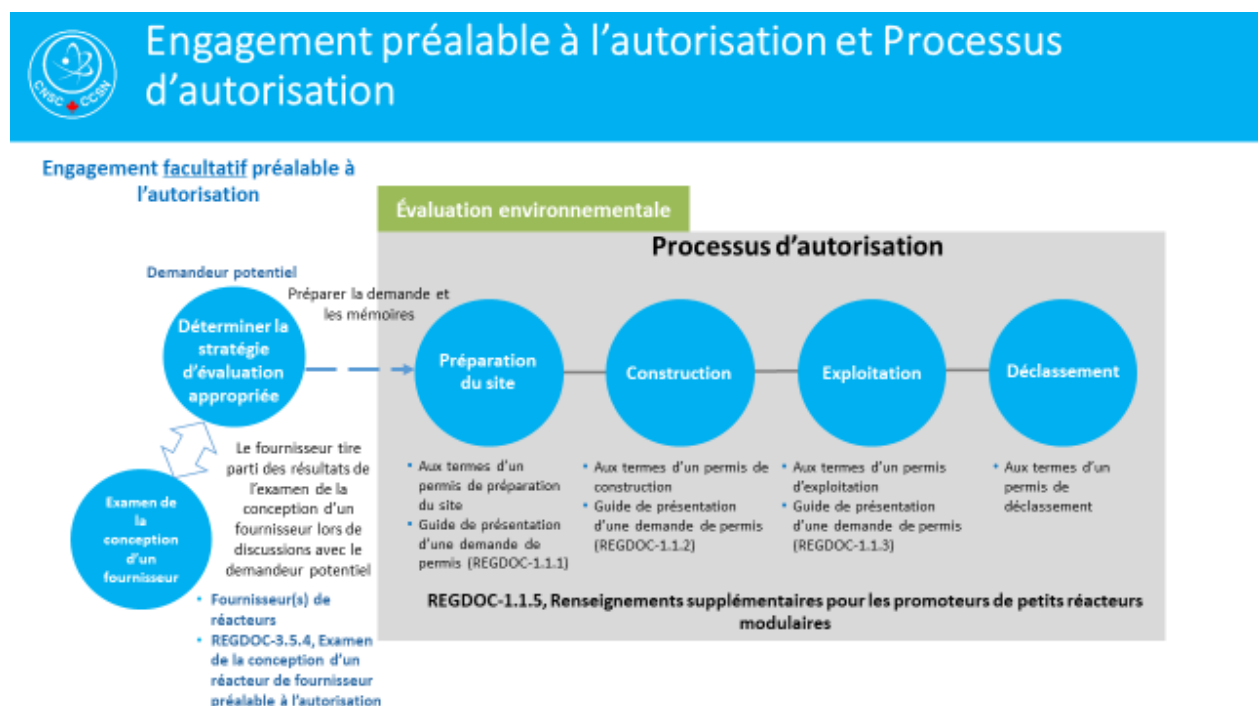 Engagement préalable à l'autorisation et Processus
d'autorisation
CNSC CCSN
Engagement facultatif préalable à
l'autorisation
Évaluation environnementale
Processus d'autorisation
Demandeur potentiel
Préparer la demande et
les mémoires
Déterminer la
stratégie
d'évaluation
appropriée
Préparation
du site
Construction
Exploitation
Déclassement
Le fournisseur tire
parti des résultats de
l'examen de la
conception d'un
fournisseur lors de
discussions avec le
demandeur potentiel
Examen de
la
conception
d'un
fournisseur
• Fournisseur(s) de
réacteurs
• REGDOC-3.5.4, Examen
de la conception d'un
réacteur de fournisseur
préalable à l'autorisation
• Aux termes d'un
permis de préparation
du site
• Guide de présentation
d'une demande de
permis (REGDOC-1.1.1)
• Aux termes d'un permis de
construction
• Guide de présentation
d'une demande de permis
(REGDOC-1.1.2)
• Aux termes d'un permis
d'exploitation
• Guide de présentation
d'une demande de permis
(REGDOC-1.1.3)
• Aux termes d'un
permis de
déclassement
REGDOC-1.1.5, Renseignements supplémentaires pour les promoteurs de petits réacteurs
modulaires